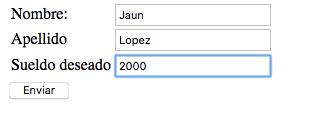 Nombre: Jaun
Apellido Lopez
Sueldo deseado 2000
Enviar